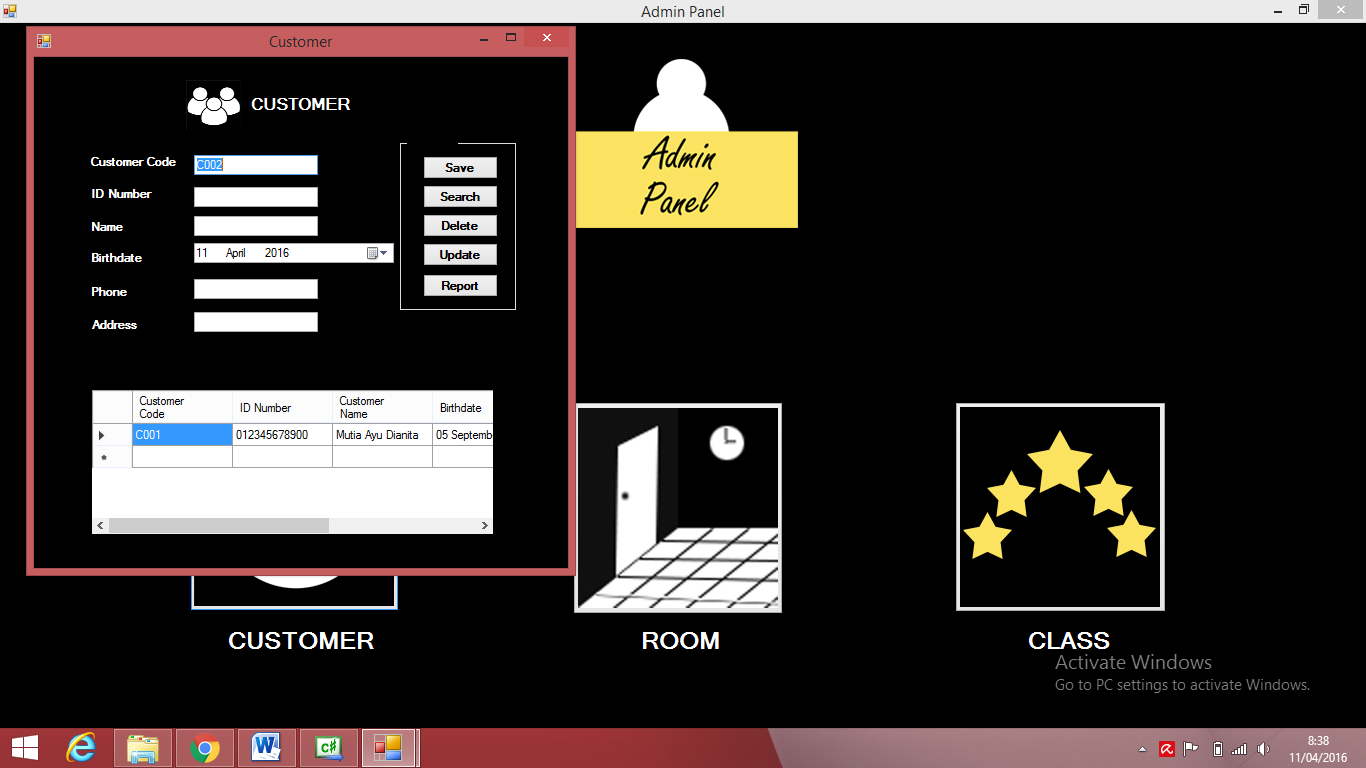 Admin Panel
Customer
CUSTOMER
Customer Code
C002
ID Number
Name
Birthdate
11 April 2016
Phone
Address
Save
Search
Delete
Update
Report
Customer Code
ID Number
Customer Name
Birthdate
C001
012345678900
Mutia Ayu Dianita
05 Septemb
Admin
Panel
CUSTOMER
ROOM
CLASS
Activate Windows
Go to PC settings to activate Windows.
C#
8:38
11/04/2016